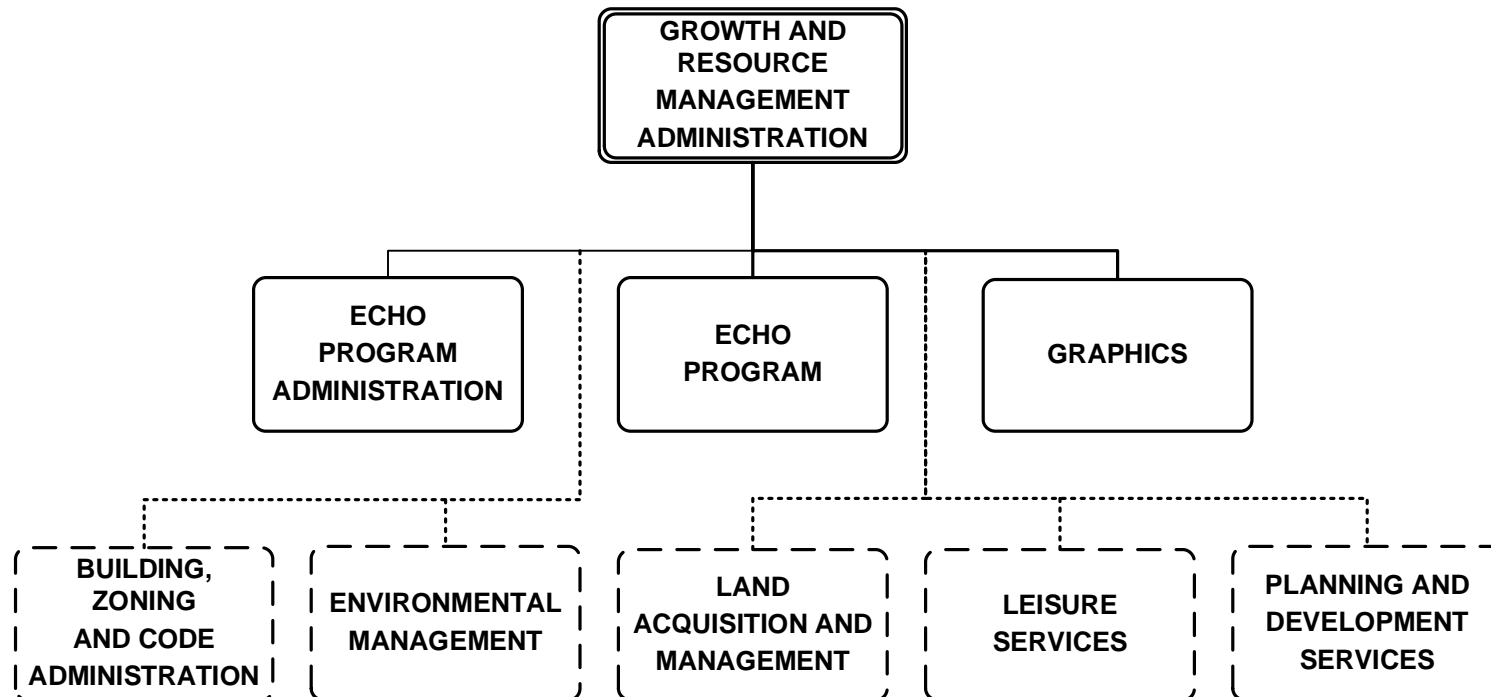 GROWTH AND
RESOURCE
MANAGEMENT
ADMINISTRATION
ECHO
PROGRAM
ADMINISTRATION
ECHO
PROGRAM
GRAPHICS
BUILDING,
ZONING
AND CODE
ADMINISTRATION
ENVIRONMENTAL
MANAGEMENT
LAND
ACQUISITION AND
MANAGEMENT
LEISURE
SERVICES
PLANNING AND
DEVELOPMENT
SERVICES